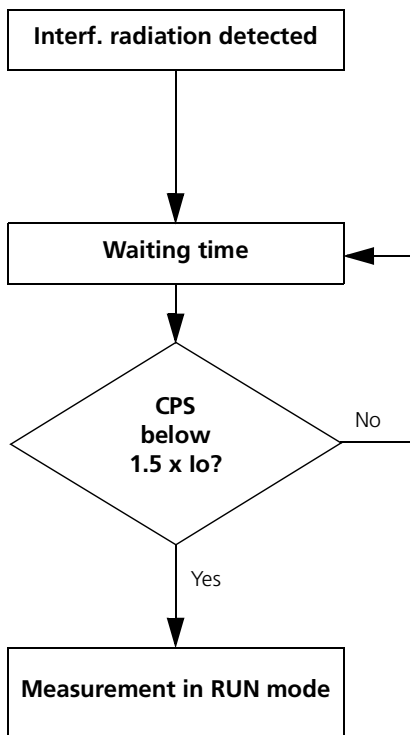 Interf. radiation detected
Waiting time
CPS
below
1.5 x Io?
No
Yes
Measurement in RUN mode